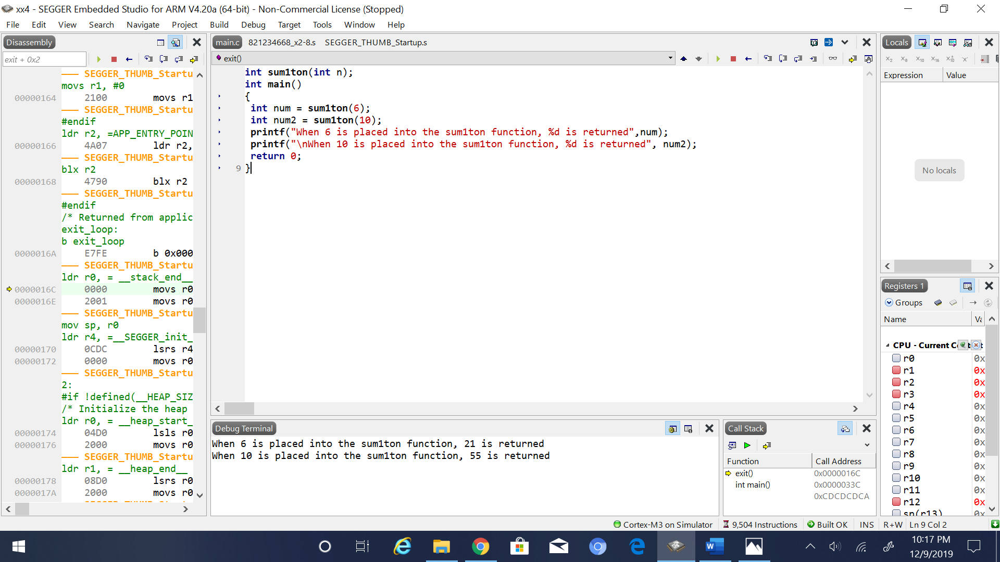 xx4 - SEGGER Embedded Studio for ARM V4.20a (64-bit) - Non-Commercial License (Stopped)
File Edit View Search Navigate Project Build Debug Target Tools Window Help
Disassembly
exit + 0x2
SEGGER_THUMB_Startu
movs r1, #0
00000164 2100 movs r1
SEGGER_THUMB_Startu
#endif
ldr r2, =APP_ENTRY_POIN
00000166 4A07 ldr r2,
SEGGER_THUMB_Startu
blx r2
00000168 4790 blx r2
SEGGER_THUMB_Startu
#endif
/* Returned from applic
exit_loop:
b exit_loop
0000016A E7FE b 0x000
SEGGER_THUMB_Startu
ldr r0, = __stack_end__
0000016C 0000 movs r0
0000016E 2001 movs r0
SEGGER_THUMB_Startu
mov sp, r0
ldr r4, =__SEGGER_init_
00000170 0CDC lsrs r4
00000172 0000 movs r0
SEGGER_THUMB_Startu
2:
#if !defined(__HEAP_SIZ
/* Initialize the heap
ldr r0, = __heap_start_
00000174 04D0 lsls r0
00000176 2000 movs r0
SEGGER_THUMB_Startu
ldr r1, = __heap_end__
00000178 08D0 lsrs r0
0000017A 2000 movs r0
main.c 821234668_x2-8.s SEGGER_THUMB_Startup.s
exit()
int sum1ton(int n);
int main()
{
int num = sum1ton(6);
int num2 = sum1ton(10);
printf("When 6 is placed into the sum1ton function, %d is returned",num);
printf("\nWhen 10 is placed into the sum1ton function, %d is returned", num2);
return 0;
9 }
Debug Terminal
When 6 is placed into the sum1ton function, 21 is returned
When 10 is placed into the sum1ton function, 55 is returned
Call Stack
Function Call Address
exit() 0x0000016C
int main() 0x0000033C
0xCDCDCDCA
Locals
Expression Value
No locals
Registers 1
Groups
Name Va
CPU - Current Co
r0 0x
r1 0x
r2 0x
r3 0x
r4 0x
r5 0x
r6 0x
r7 0x
r8 0x
r9 0x
r10 0x
r11 0x
r12 0x
sp(r13) 0x
Cortex-M3 on Simulator 9,504 Instructions Built OK INS R+W Ln 9 Col 2
10:17 PM
12/9/2019